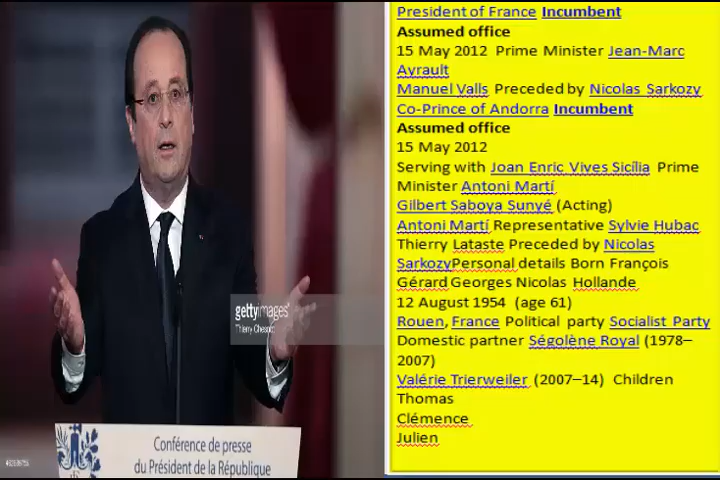 President of France Incumbent
Assumed office
15 May 2012 Prime Minister Jean-Marc
Ayrault
Manuel Valls Preceded by Nicolas Sarkozy
Co-Prince of Andorra Incumbent
Assumed office
15 May 2012
Serving with Joan Enric Vives Sicília Prime
Minister Antoni Martí
Gilbert Saboya Sunyé (Acting)
Antoni Martí Representative Sylvie Hubac
Thierry Lataste Preceded by Nicolas
SarkozyPersonal details Born François
Gérard Georges Nicolas Hollande
12 August 1954 (age 61)
Rouen, France Political party Socialist Party
Domestic partner Ségolène Royal (1978–
2007)
Valérie Trierweiler (2007–14) Children
Thomas
Clémence
Julien
gettyimages
Thierry
Conférence de presse
du Président de la République